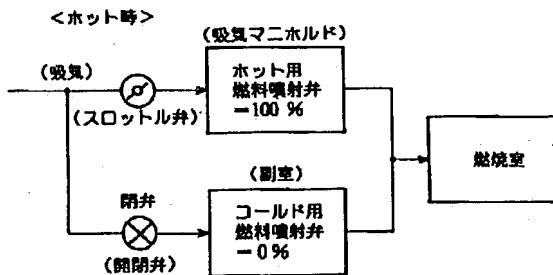 <ホット時>
(吸気マニホルド)
(吸気)
ホット用
燃料噴射弁
=100 %
(スロットル弁)
燃焼室
(副室)
閉弁
コールド用
燃料噴射弁
=0 %
(開閉弁)